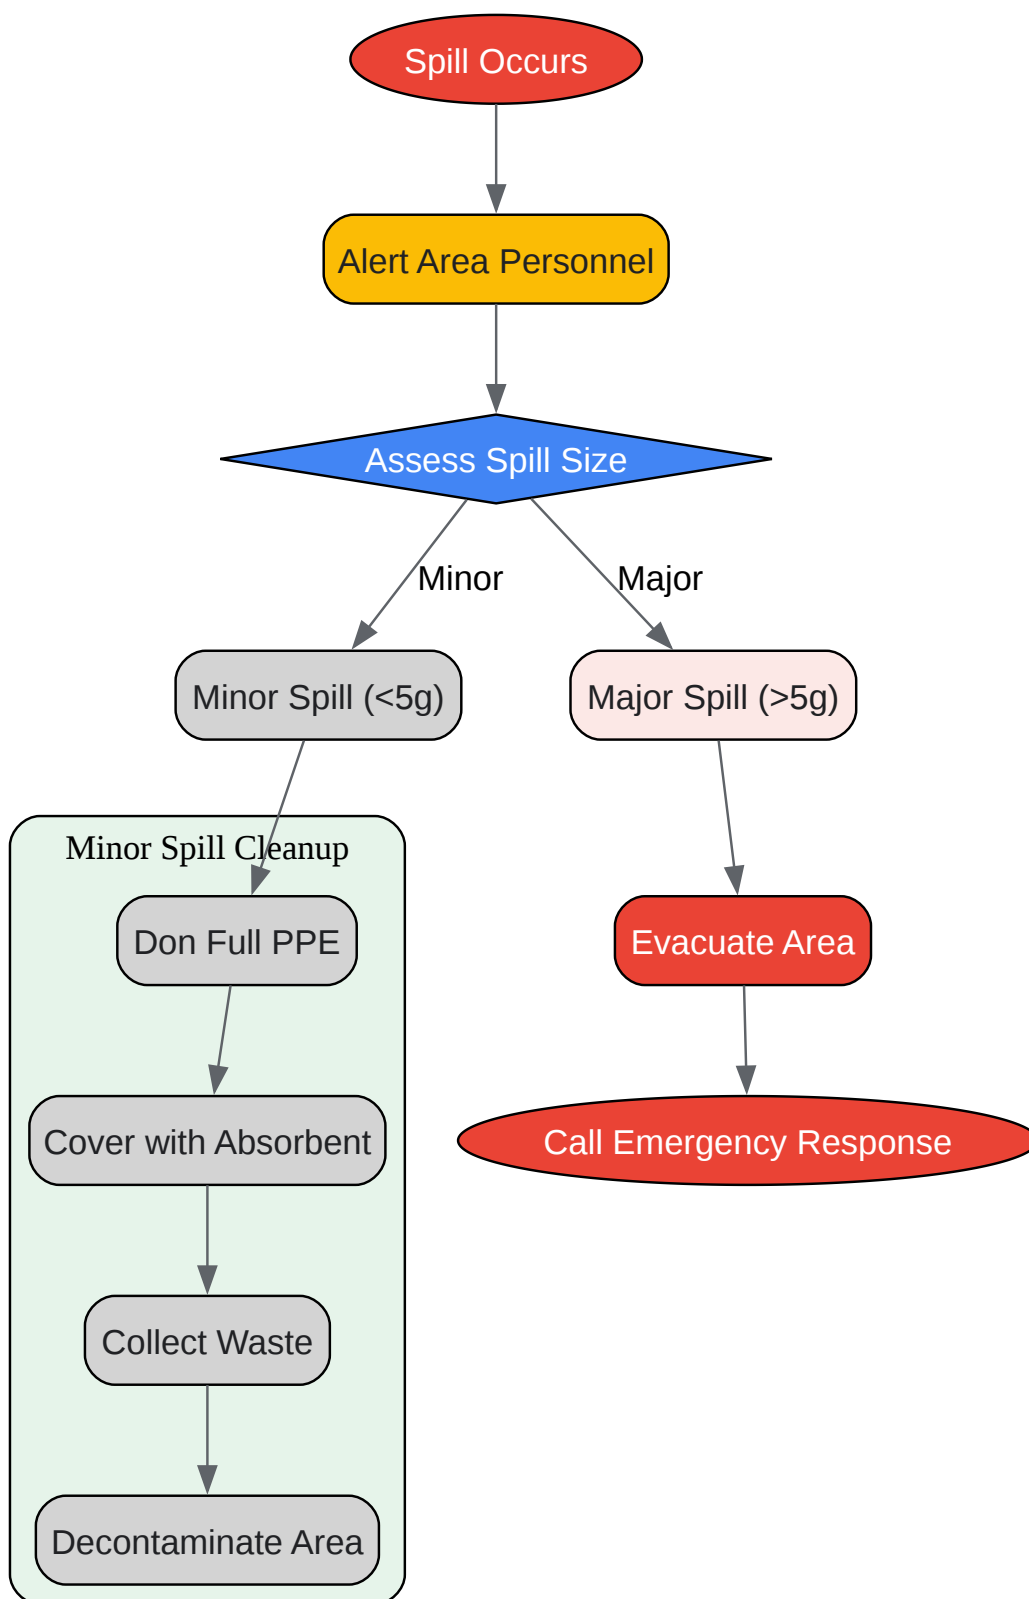 Spill Occurs
Alert Area Personnel
Assess Spill Size
Minor
Major
Minor Spill (<5g)
Major Spill (>5g)
Minor Spill Cleanup
Don Full PPE
Evacuate Area
Cover with Absorbent
Call Emergency Response
Collect Waste
Decontaminate Area